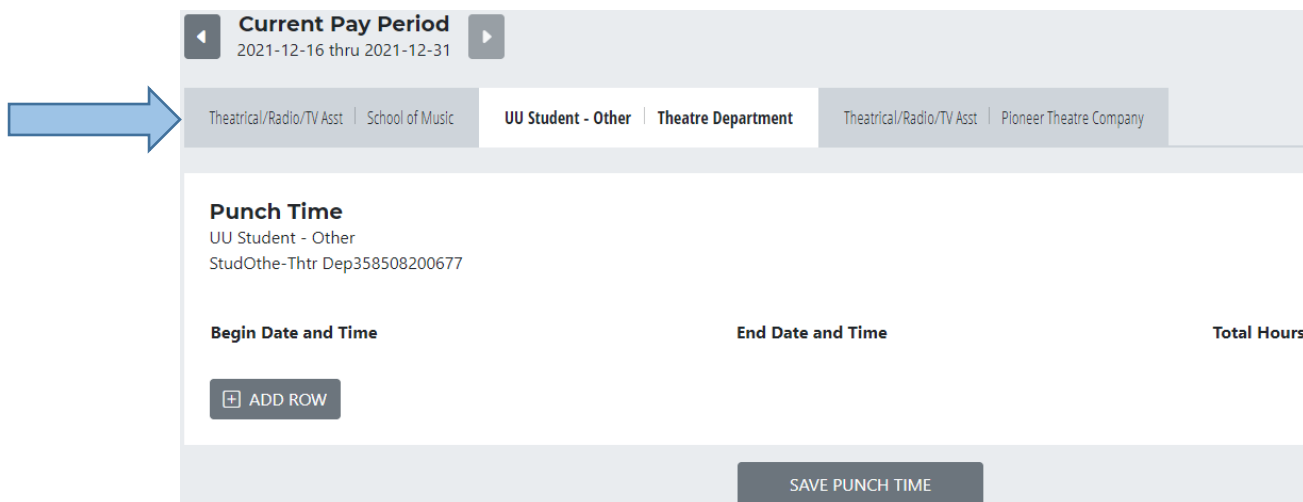 Current Pay Period
2021-12-16 thru 2021-12-31
Theatrical/Radio/TV Asst | School of Music UU Student - Other | Theatre Department Theatrical/Radio/TV Asst | Pioneer Theatre Company
Punch Time
UU Student - Other
StudOthe-Thtr Dep358508200677
Begin Date and Time End Date and Time Total Hours
ADD ROW
SAVE PUNCH TIME